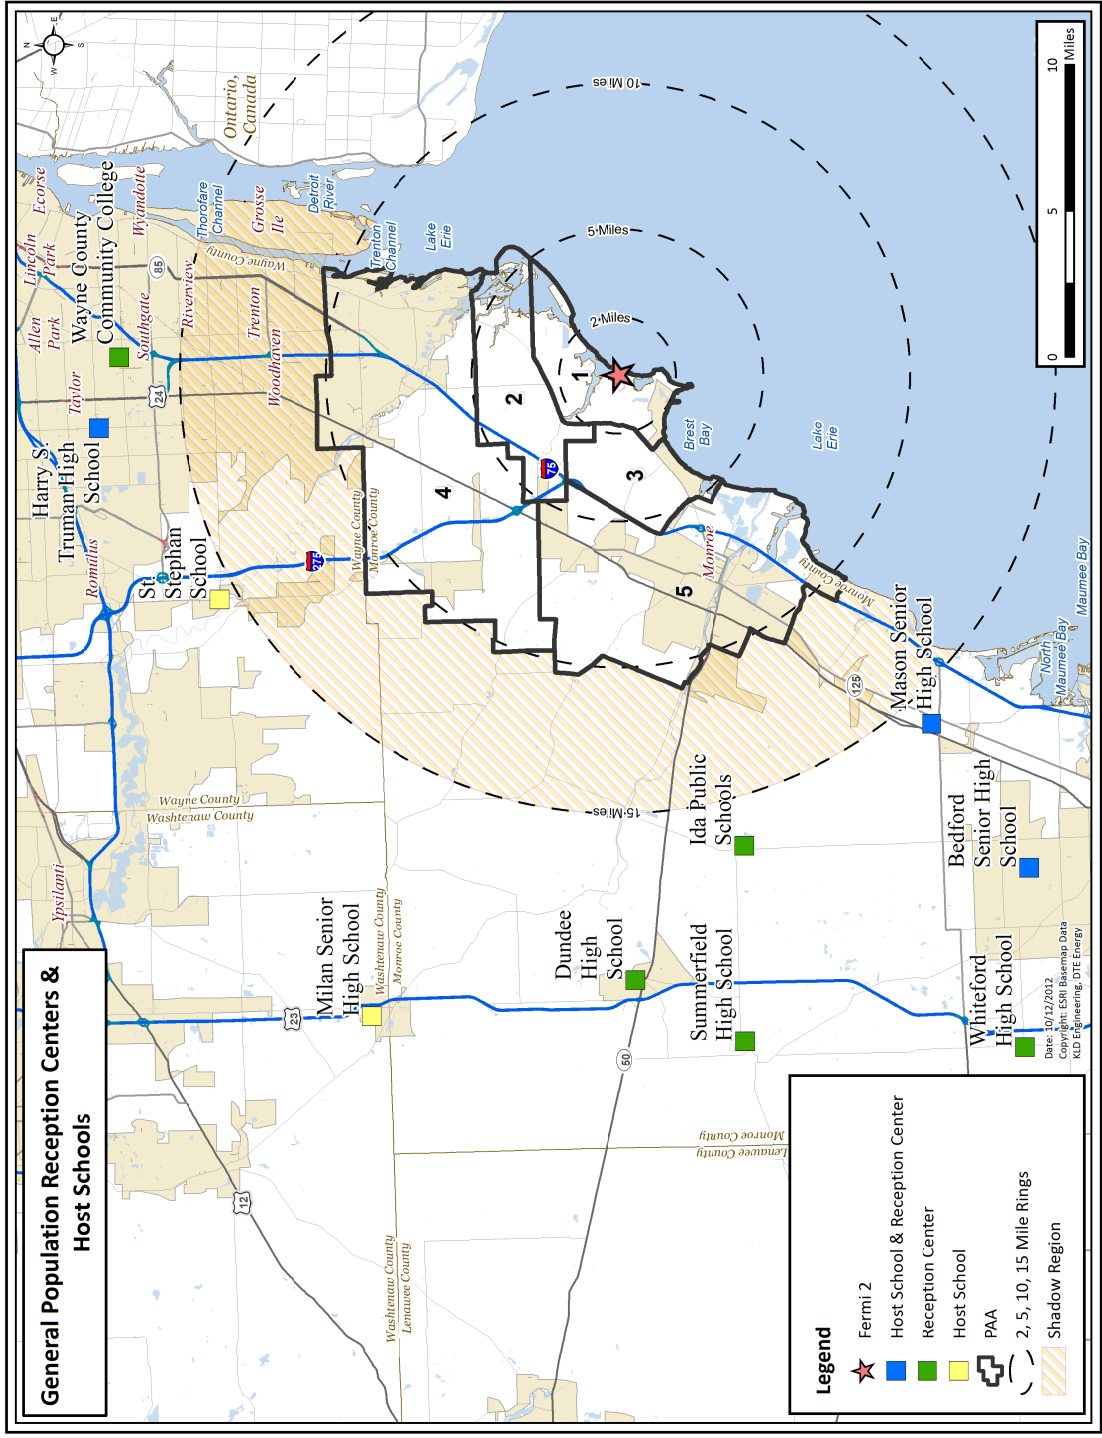 General Population Reception Centers &
Host Schools
N
E
S
W
Ontario,
Canada
Ecorse
Lincoln
Park
Allen
Park
Wyandotte
Wayne County
Community College
Southgate
Taylor
Riverview
Trenton
Woodhaven
Thorofare
Channel
Grosse
Ile
Detroit
River
Trenton
Channel
Lake
Erie
Wayne County
85
24
Harry S.
Truman High
School
Romulus
St.
Stephan
School
275
75
Wayne County
Monroe County
Wayne County
Washtenaw County
Ypsilanti
23
12
Milan Senior
High School
Washtenaw County
Monroe County
Washtenaw County
Lenawee County
Monroe County
Lenawee County
50
Dundee
High
School
Summerfield
High School
Ida Public
Schools
Whiteford
High School
Bedford
Senior High
School
Mason Senior
High School
125
Monroe
Monroe County
1
2
3
4
5
2 Miles
5 Miles
10 Miles
15 Miles
Brest
Bay
Lake
Erie
North
Maumee Bay
Maumee Bay
0
5
10
Miles
Legend
Fermi 2
Host School & Reception Center
Reception Center
Host School
PAA
2, 5, 10, 15 Mile Rings
Shadow Region
Date: 10/12/2012
Copyright: ESRI Basemap Data
KLD Engineering, DTE Energy